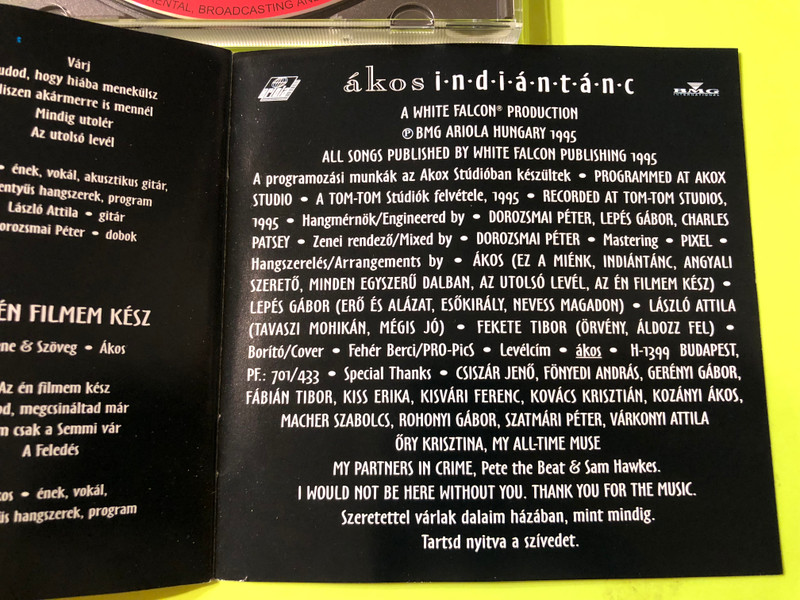 RENTAL, BROADCASTING AN
Várj
udod, hogy hiába menekülsz
liszen akármerre is mennél
Mindig utolér
Az utolsó levél
• ének, vokál, akusztikus gitár,
entyűs hangszerek, program
László Attila • gitár
orozsmai Péter • dobok
ÉN FILMEM KÉSZ
ene & Szöveg • Ákos
Az én filmem kész
od, megcsináltad már
m csak a Semmi vár
A Feledés
kos • ének, vokál,
űs hangszerek, program
ákos i·n·d·i·á·n·t·á·n·c
BMG
A WHITE FALCON® PRODUCTION
℗ BMG ARIOLA HUNGARY 1995
ALL SONGS PUBLISHED BY WHITE FALCON PUBLISHING 1995
A programozási munkák az Akox Stúdióban készültek • PROGRAMMED AT AKOX
STUDIO • A TOM-TOM Stúdiók felvétele, 1995 • RECORDED AT TOM-TOM STUDIOS,
1995 • Hangmérnök/Engineered by • DOROZSMAI PÉTER, LEPÉS GÁBOR, CHARLES
PATSEY • Zenei rendező/Mixed by • DOROZSMAI PÉTER • Mastering • PIXEL •
Hangszerelés/Arrangements by • ÁKOS (EZ A MIÉNK, INDIÁNTÁNC, ANGYALI
SZERETŐ, MINDEN EGYSZERŰ DALBAN, AZ UTOLSÓ LEVÉL, AZ ÉN FILMEM KÉSZ) •
LEPÉS GÁBOR (ERŐ ÉS ALÁZAT, ESŐKIRÁLY, NEVESS MAGADON) • LÁSZLÓ ATTILA
(TAVASZI MOHIKÁN, MÉGIS JÓ) • FEKETE TIBOR (ÖRVÉNY, ÁLDOZZ FEL) •
Borító/Cover • Fehér Berci/PRO-PicS • Levélcím • ákos • H-1399 BUDAPEST,
PF.: 701/433 • Special Thanks • CSISZÁR JENŐ, FÖNYEDI ANDRÁS, GERÉNYI GÁBOR,
FÁBIÁN TIBOR, KISS ERIKA, KISVÁRI FERENC, KOVÁCS KRISZTIÁN, KOZÁNYI ÁKOS,
MACHER SZABOLCS, ROHONYI GÁBOR, SZATMÁRI PÉTER, VÁRKONYI ATTILA
ŐRY KRISZTINA, MY ALL-TIME MUSE
MY PARTNERS IN CRIME, Pete the Beat & Sam Hawkes.
I WOULD NOT BE HERE WITHOUT YOU. THANK YOU FOR THE MUSIC.
Szeretettel várlak dalaim házában, mint mindig.
Tartsd nyitva a szívedet.